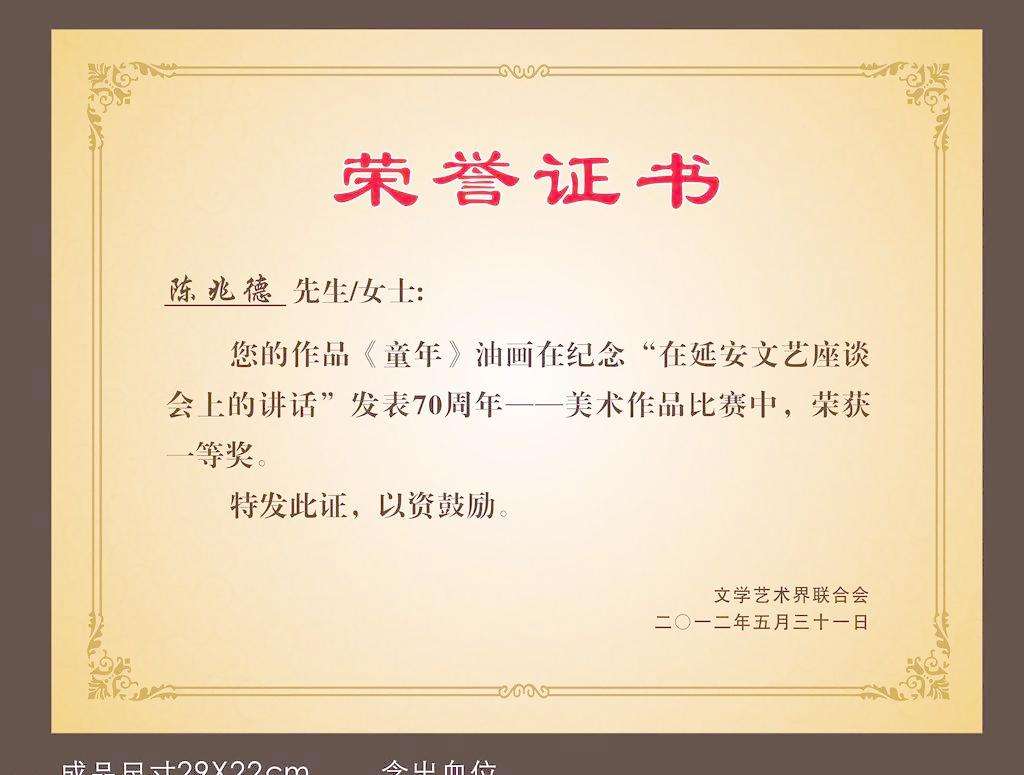 荣誉证书
陈兆德 先生/女士:
您的作品《童年》油画在纪念“在延安文艺座谈
会上的讲话”发表70周年——美术作品比赛中，荣获
一等奖。
特发此证，以资鼓励。
文学艺术界联合会
二〇一二年五月三十一日
成品尺寸29X22cm 含出血位